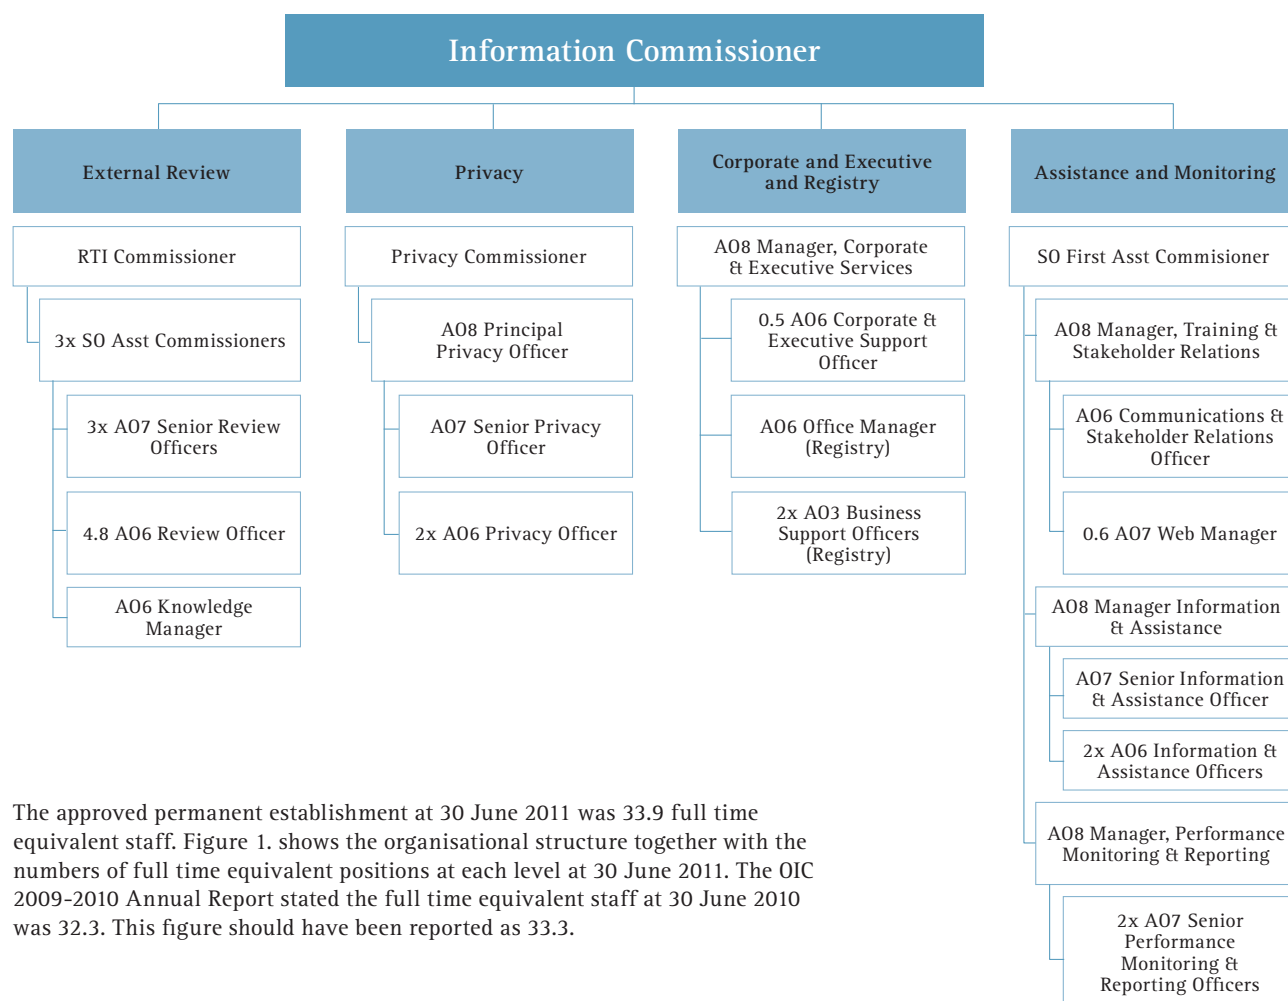 Information Commissioner
External Review
RTI Commissioner
3x SO Asst Commissioners
3x AO7 Senior Review
Officers
4.8 AO6 Review Officer
AO6 Knowledge
Manager
Privacy
Privacy Commissioner
AO8 Principal
Privacy Officer
AO7 Senior Privacy
Officer
2x AO6 Privacy Officer
Corporate and Executive
and Registry
AO8 Manager, Corporate
& Executive Services
0.5 AO6 Corporate &
Executive Support
Officer
AO6 Office Manager
(Registry)
2x AO3 Business
Support Officers
(Registry)
Assistance and Monitoring
SO First Asst Commisioner
AO8 Manager, Training &
Stakeholder Relations
AO6 Communications &
Stakeholder Relations
Officer
0.6 AO7 Web Manager
AO8 Manager Information
& Assistance
AO7 Senior Information
& Assistance Officer
2x AO6 Information &
Assistance Officers
AO8 Manager, Performance
Monitoring & Reporting
2x AO7 Senior
Performance
Monitoring &
Reporting Officers
The approved permanent establishment at 30 June 2011 was 33.9 full time
equivalent staff. Figure 1. shows the organisational structure together with the
numbers of full time equivalent positions at each level at 30 June 2011. The OIC
2009-2010 Annual Report stated the full time equivalent staff at 30 June 2010
was 32.3. This figure should have been reported as 33.3.